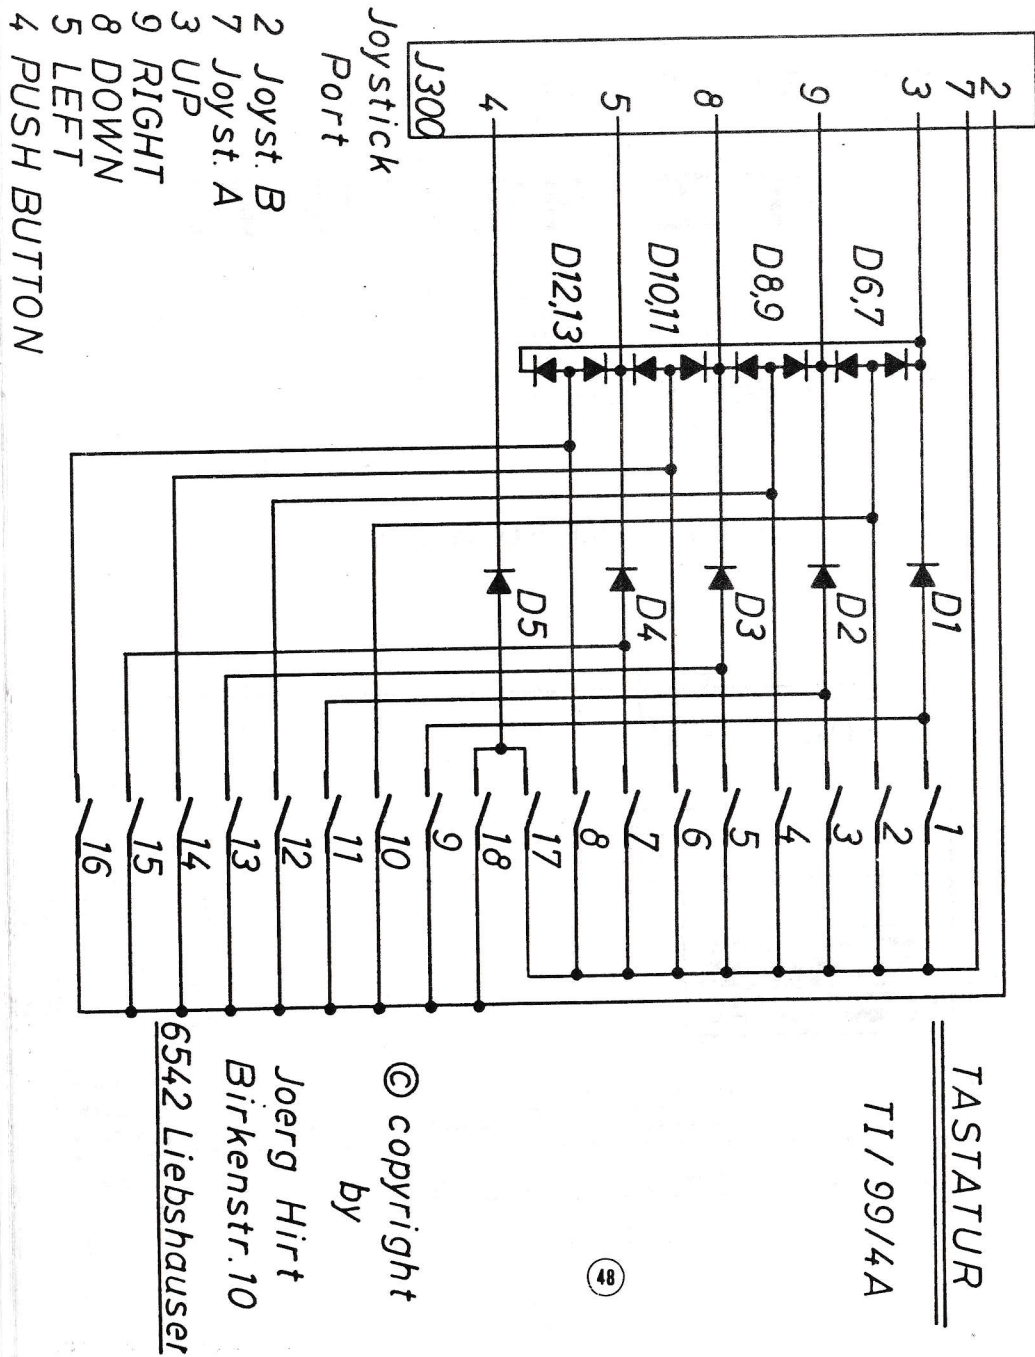 TASTATUR
TI / 99/4A
J300
2
7
3
9
8
5
4
Joystick
Port
2 Joyst. B
7 Joyst. A
3 UP
9 RIGHT
8 DOWN
5 LEFT
4 PUSH BUTTON
D6,7
D8,9
D10,11
D12,13
D1
D2
D3
D4
D5
1
2
3
4
5
6
7
8
17
18
9
10
11
12
13
14
15
16
© copyright
by
Joerg Hirt
Birkenstr. 10
6542 Liebshausen
48